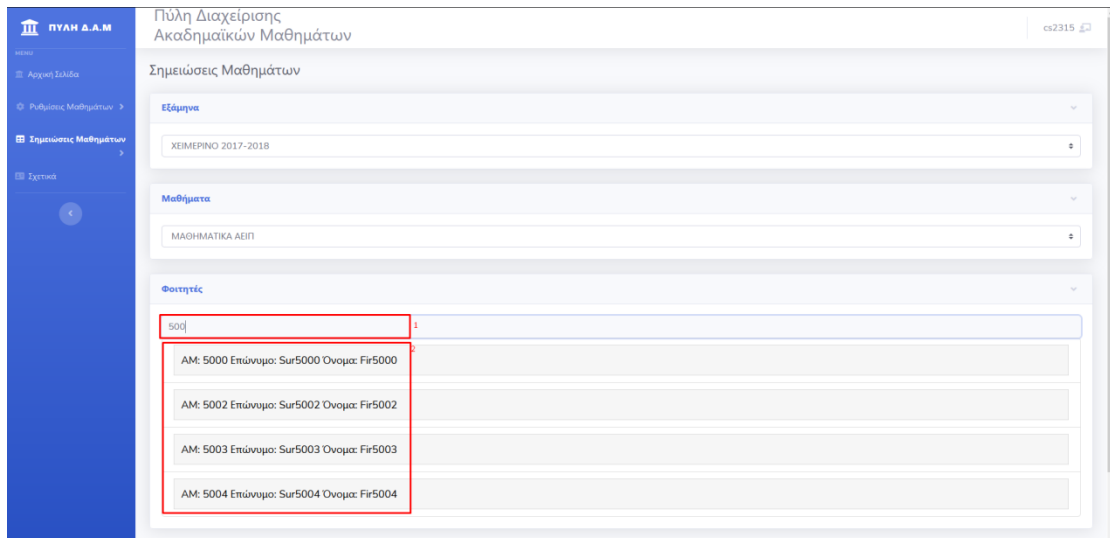 ΠΥΛΗ Δ.Α.Μ
MENU
Αρχική Σελίδα
Ρυθμίσεις Μαθημάτων
Σημειώσεις Μαθημάτων
Σχετικά
Πύλη Διαχείρισης
Ακαδημαϊκών Μαθημάτων
cs2315
Σημειώσεις Μαθημάτων
Εξάμηνα
ΧΕΙΜΕΡΙΝΟ 2017-2018
Μαθήματα
ΜΑΘΗΜΑΤΙΚΑ ΑΕΙΠ
Φοιτητές
500
1
2
ΑΜ: 5000 Επώνυμο: Sur5000 Όνομα: Fir5000
ΑΜ: 5002 Επώνυμο: Sur5002 Όνομα: Fir5002
ΑΜ: 5003 Επώνυμο: Sur5003 Όνομα: Fir5003
ΑΜ: 5004 Επώνυμο: Sur5004 Όνομα: Fir5004